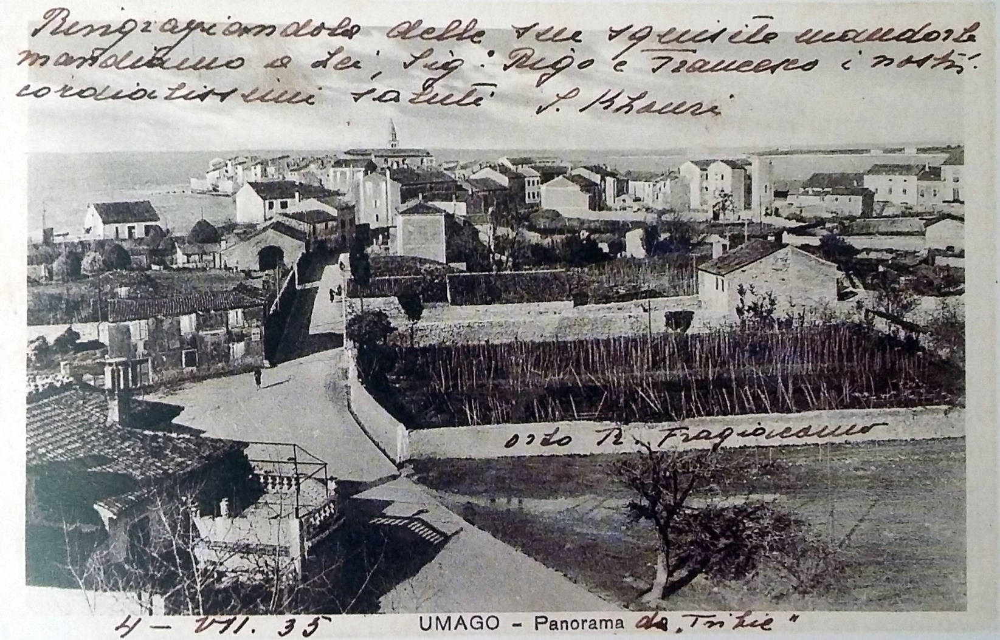 Ringraziandola delle sue squisite mandorle
mandiamo a Lei, Sig. Rigo e Francesco i nostri
cordialissimi saluti S. Khouri
orto R. Fragiacomo
4 - VII. 35 UMAGO - Panorama da „Tribie"